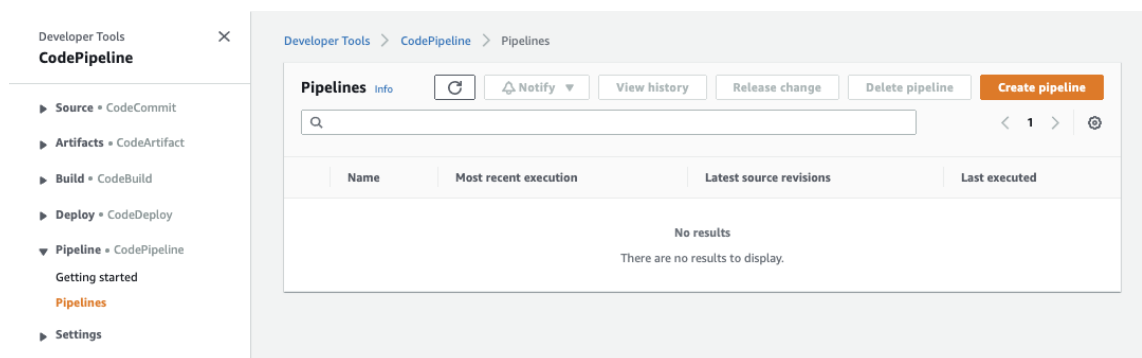 Developer Tools
CodePipeline
Source • CodeCommit
Artifacts • CodeArtifact
Build • CodeBuild
Deploy • CodeDeploy
Pipeline • CodePipeline
Getting started
Pipelines
Settings
Developer Tools > CodePipeline > Pipelines
Pipelines Info Notify View history Release change Delete pipeline Create pipeline
< 1 >
Name Most recent execution Latest source revisions Last executed
No results
There are no results to display.